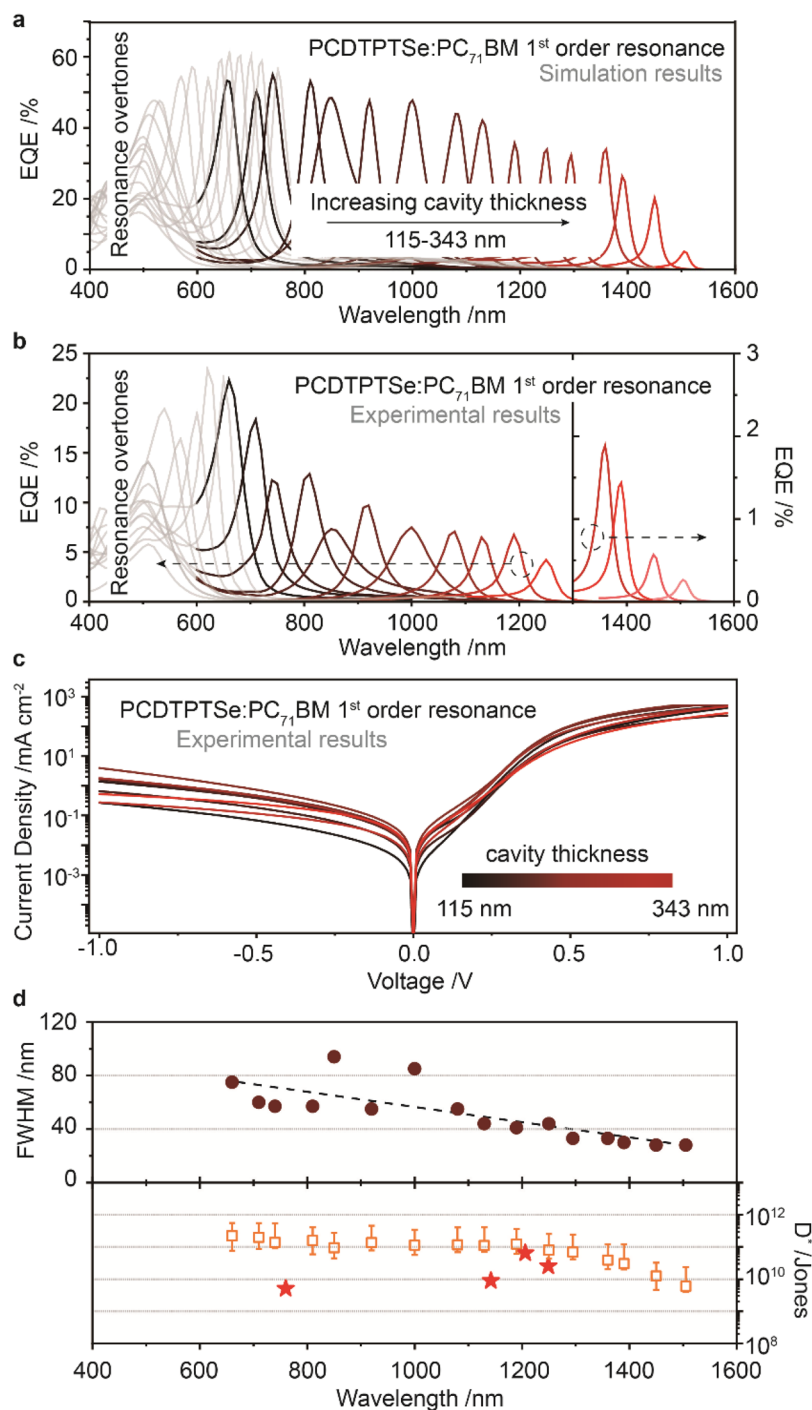 a
PCDTPTSe:PC₇₁BM 1ˢᵗ order resonance
Simulation results
Resonance overtones
EQE /%
60
40
20
0
Increasing cavity thickness
115-343 nm
400 600 800 1000 1200 1400 1600
Wavelength /nm
b
PCDTPTSe:PC₇₁BM 1ˢᵗ order resonance
Experimental results
Resonance overtones
EQE /%
25
20
15
10
5
0
3
2
1
0
EQE /%
400 600 800 1000 1200 1400 1600
Wavelength /nm
c
PCDTPTSe:PC₇₁BM 1ˢᵗ order resonance
Experimental results
Current Density /mA cm⁻²
10³
10¹
10⁻¹
10⁻³
cavity thickness
115 nm 343 nm
-1.0 -0.5 0.0 0.5 1.0
Voltage /V
d
FWHM /nm
120
80
40
0
10¹²
10¹⁰
10⁸
D* /Jones
400 600 800 1000 1200 1400 1600
Wavelength /nm